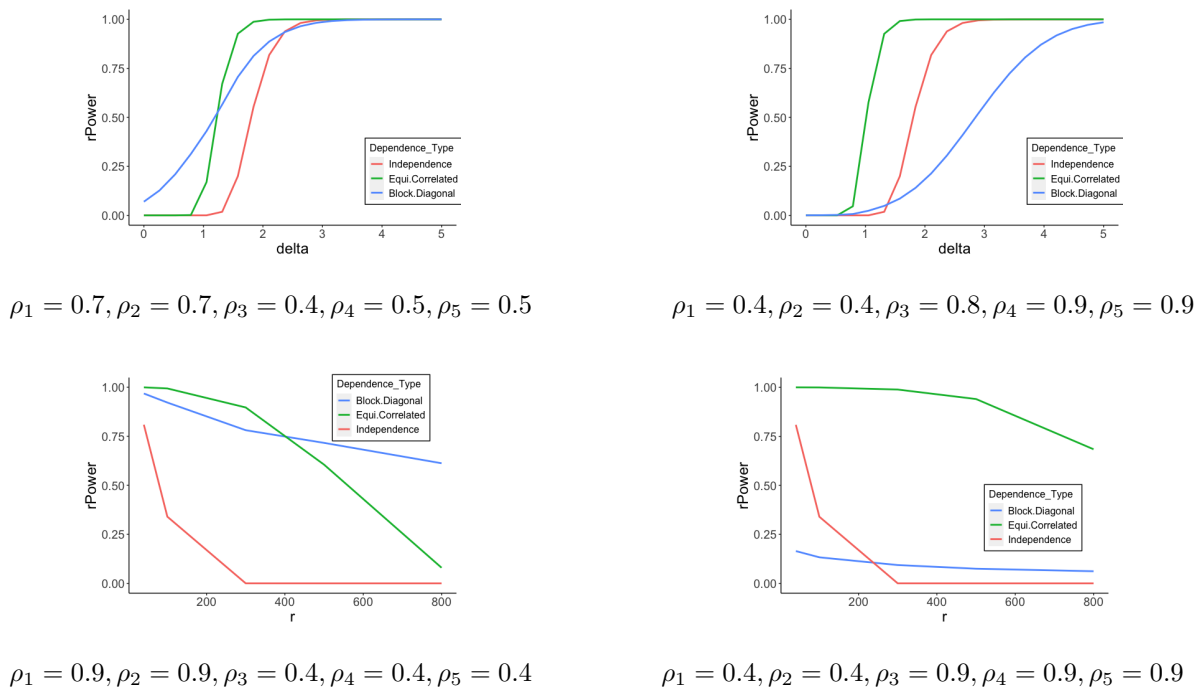 rPower
1.00
0.75
0.50
0.25
0.00
Dependence_Type
Independence
Equi.Correlated
Block.Diagonal
0 1 2 3 4 5
delta
rPower
1.00
0.75
0.50
0.25
0.00
Dependence_Type
Independence
Equi.Correlated
Block.Diagonal
0 1 2 3 4 5
delta
ρ₁ = 0.7, ρ₂ = 0.7, ρ₃ = 0.4, ρ₄ = 0.5, ρ₅ = 0.5
ρ₁ = 0.4, ρ₂ = 0.4, ρ₃ = 0.8, ρ₄ = 0.9, ρ₅ = 0.9
rPower
1.00
0.75
0.50
0.25
0.00
Dependence_Type
Block.Diagonal
Equi.Correlated
Independence
200 400 600 800
r
rPower
1.00
0.75
0.50
0.25
0.00
Dependence_Type
Block.Diagonal
Equi.Correlated
Independence
200 400 600 800
r
ρ₁ = 0.9, ρ₂ = 0.9, ρ₃ = 0.4, ρ₄ = 0.4, ρ₅ = 0.4
ρ₁ = 0.4, ρ₂ = 0.4, ρ₃ = 0.9, ρ₄ = 0.9, ρ₅ = 0.9